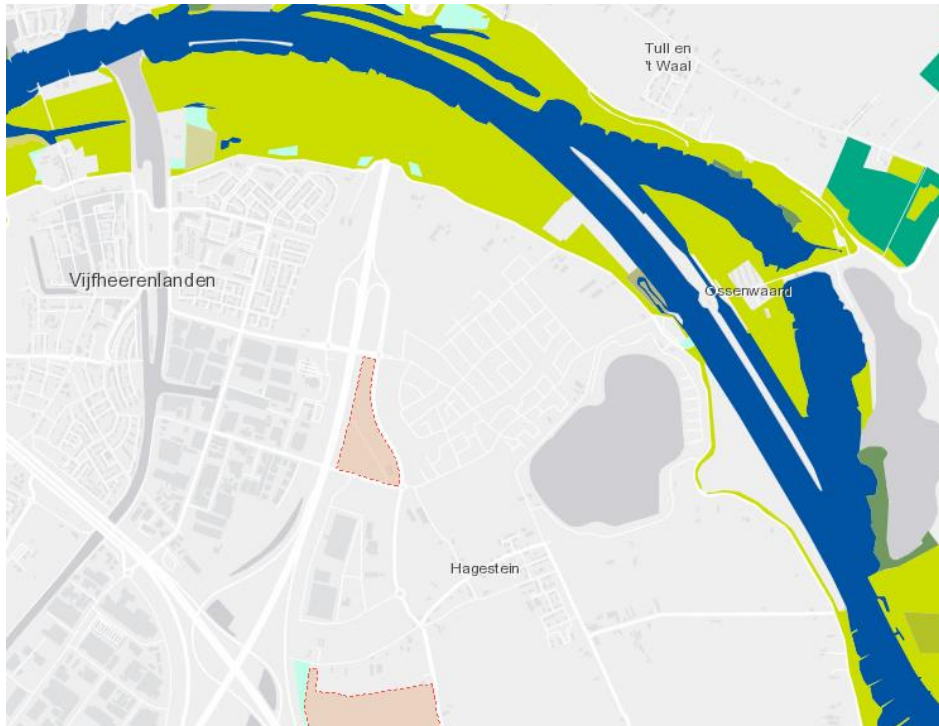 Tull en
't Waal
Vijfheerenlanden
Ossenwaard
Hagestein